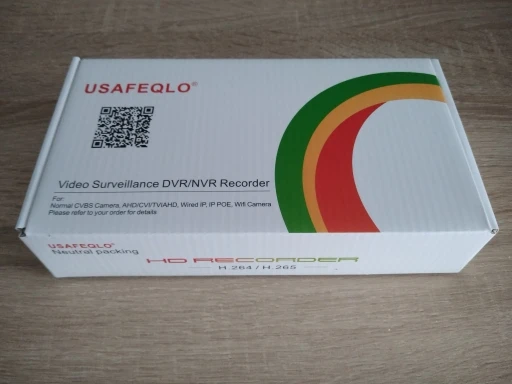 USAFEQLO®
Video Surveillance DVR/NVR Recorder
For:
Normal CVBS Camera, AHD/CVI/TVI/AHD, Wired IP, IP POE, Wifi Camera
Please refer to your order for details
USAFEQLO®
Neutral packing
HD RECORDER
H.264 / H.265